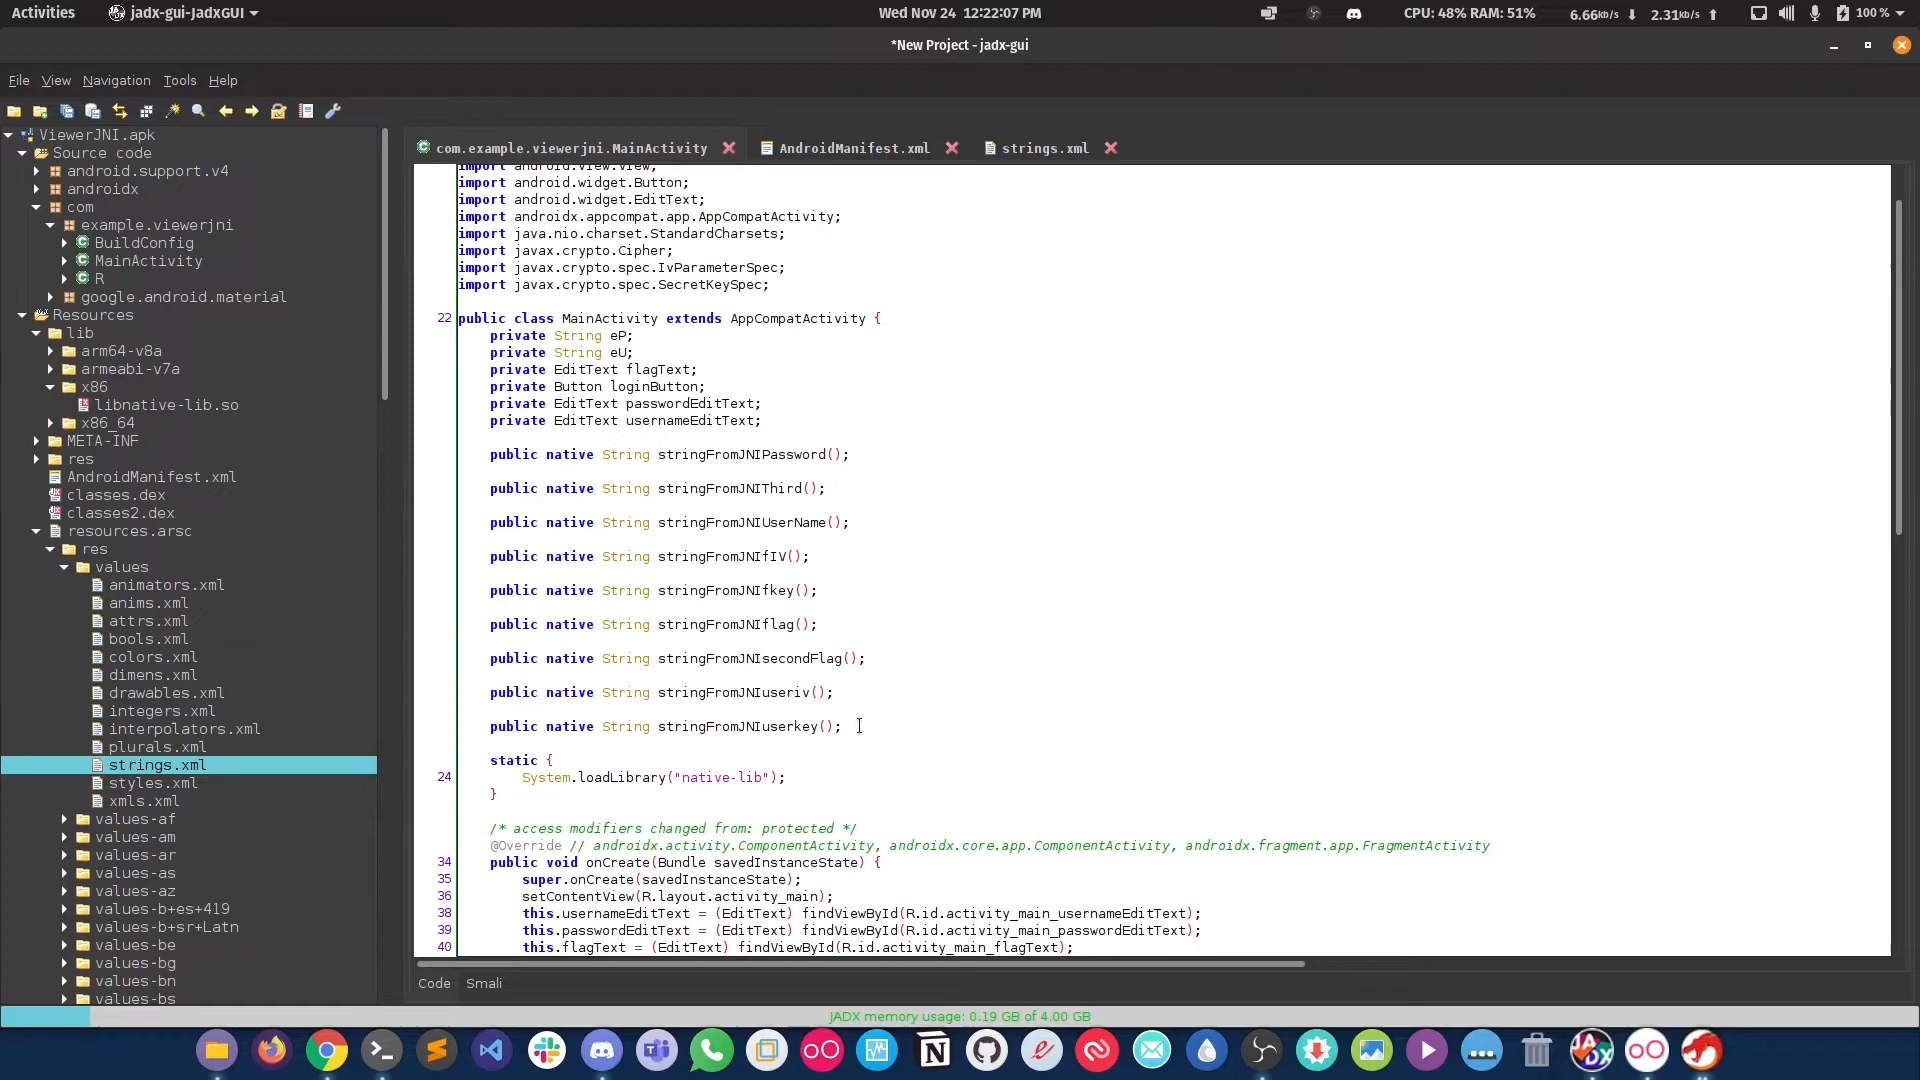 Activities
jadx-gui-JadxGUI
Wed Nov 24  12:22:07 PM
CPU: 48% RAM: 51%
6.66kb/s
2.31kb/s
100 %
*New Project - jadx-gui
File View Navigation Tools Help
ViewerJNI.apk
Source code
android.support.v4
androidx
com
example.viewerjni
BuildConfig
MainActivity
R
google.android.material
Resources
lib
arm64-v8a
armeabi-v7a
x86
libnative-lib.so
x86_64
META-INF
res
AndroidManifest.xml
classes.dex
classes2.dex
resources.arsc
res
values
animators.xml
anims.xml
attrs.xml
bools.xml
colors.xml
dimens.xml
drawables.xml
integers.xml
interpolators.xml
plurals.xml
strings.xml
styles.xml
xmls.xml
values-af
values-am
values-ar
values-as
values-az
values-b+es+419
values-b+sr+Latn
values-be
values-bg
values-bn
values-bs
com.example.viewerjni.MainActivity
AndroidManifest.xml
strings.xml
import android.view.View;
import android.widget.Button;
import android.widget.EditText;
import androidx.appcompat.app.AppCompatActivity;
import java.nio.charset.StandardCharsets;
import javax.crypto.Cipher;
import javax.crypto.spec.IvParameterSpec;
import javax.crypto.spec.SecretKeySpec;
22 public class MainActivity extends AppCompatActivity {
private String eP;
private String eU;
private EditText flagText;
private Button loginButton;
private EditText passwordEditText;
private EditText usernameEditText;
public native String stringFromJNIPassword();
public native String stringFromJNIThird();
public native String stringFromJNIUserName();
public native String stringFromJNIfIV();
public native String stringFromJNIfkey();
public native String stringFromJNIflag();
public native String stringFromJNIsecondFlag();
public native String stringFromJNIuseriv();
public native String stringFromJNIuserkey();
static {
24 System.loadLibrary("native-lib");
}
/* access modifiers changed from: protected */
@Override // androidx.activity.ComponentActivity, androidx.core.app.ComponentActivity, androidx.fragment.app.FragmentActivity
34 public void onCreate(Bundle savedInstanceState) {
35 super.onCreate(savedInstanceState);
36 setContentView(R.layout.activity_main);
38 this.usernameEditText = (EditText) findViewById(R.id.activity_main_usernameEditText);
39 this.passwordEditText = (EditText) findViewById(R.id.activity_main_passwordEditText);
40 this.flagText = (EditText) findViewById(R.id.activity_main_flagText);
Code Smali
JADX memory usage: 0.19 GB of 4.00 GB